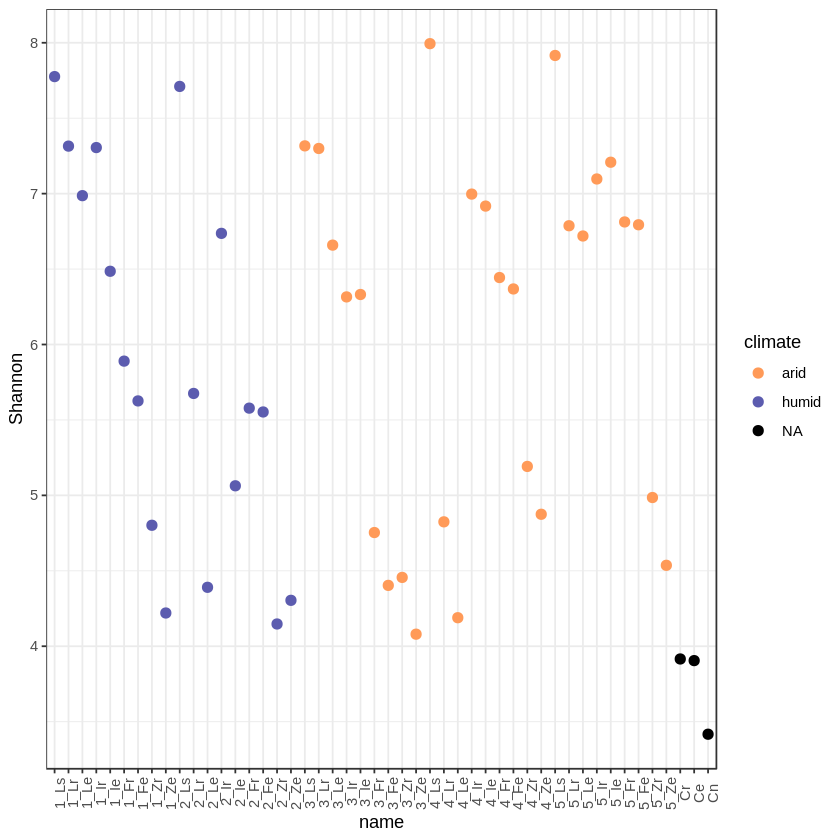 8
7
6
5
4
Shannon
1_Ls
1_Lr
1_Le
1_Ir
1_Ie
1_Fr
1_Fe
1_Zr
1_Ze
2_Ls
2_Lr
2_Le
2_Ir
2_Ie
2_Fr
2_Fe
2_Zr
2_Ze
3_Ls
3_Lr
3_Le
3_Ir
3_Ie
3_Fr
3_Fe
3_Zr
3_Ze
4_Ls
4_Lr
4_Le
4_Ir
4_Ie
4_Fr
4_Fe
4_Zr
4_Ze
5_Ls
5_Lr
5_Le
5_Ir
5_Ie
5_Fr
5_Fe
5_Zr
5_Ze
Cr
Ce
Cn
name
climate
arid
humid
NA